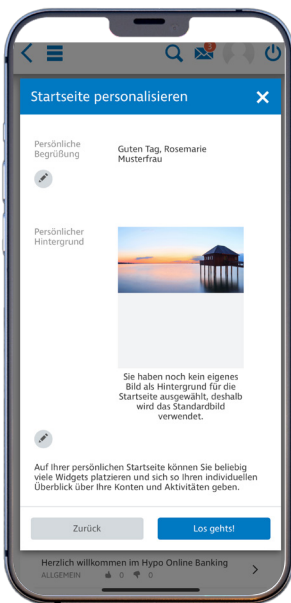 3
Startseite personalisieren
Persönliche
Begrüßung
Guten Tag, Rosemarie
Musterfrau
Persönlicher
Hintergrund
Sie haben noch kein eigenes
Bild als Hintergrund für die
Startseite ausgewählt, deshalb
wird das Standardbild
verwendet.
Auf Ihrer persönlichen Startseite können Sie beliebig
viele Widgets platzieren und sich so Ihren individuellen
Überblick über Ihre Konten und Aktivitäten geben.
Zurück
Los gehts!
Herzlich willkommen im Hypo Online Banking
ALLGEMEIN 0 0